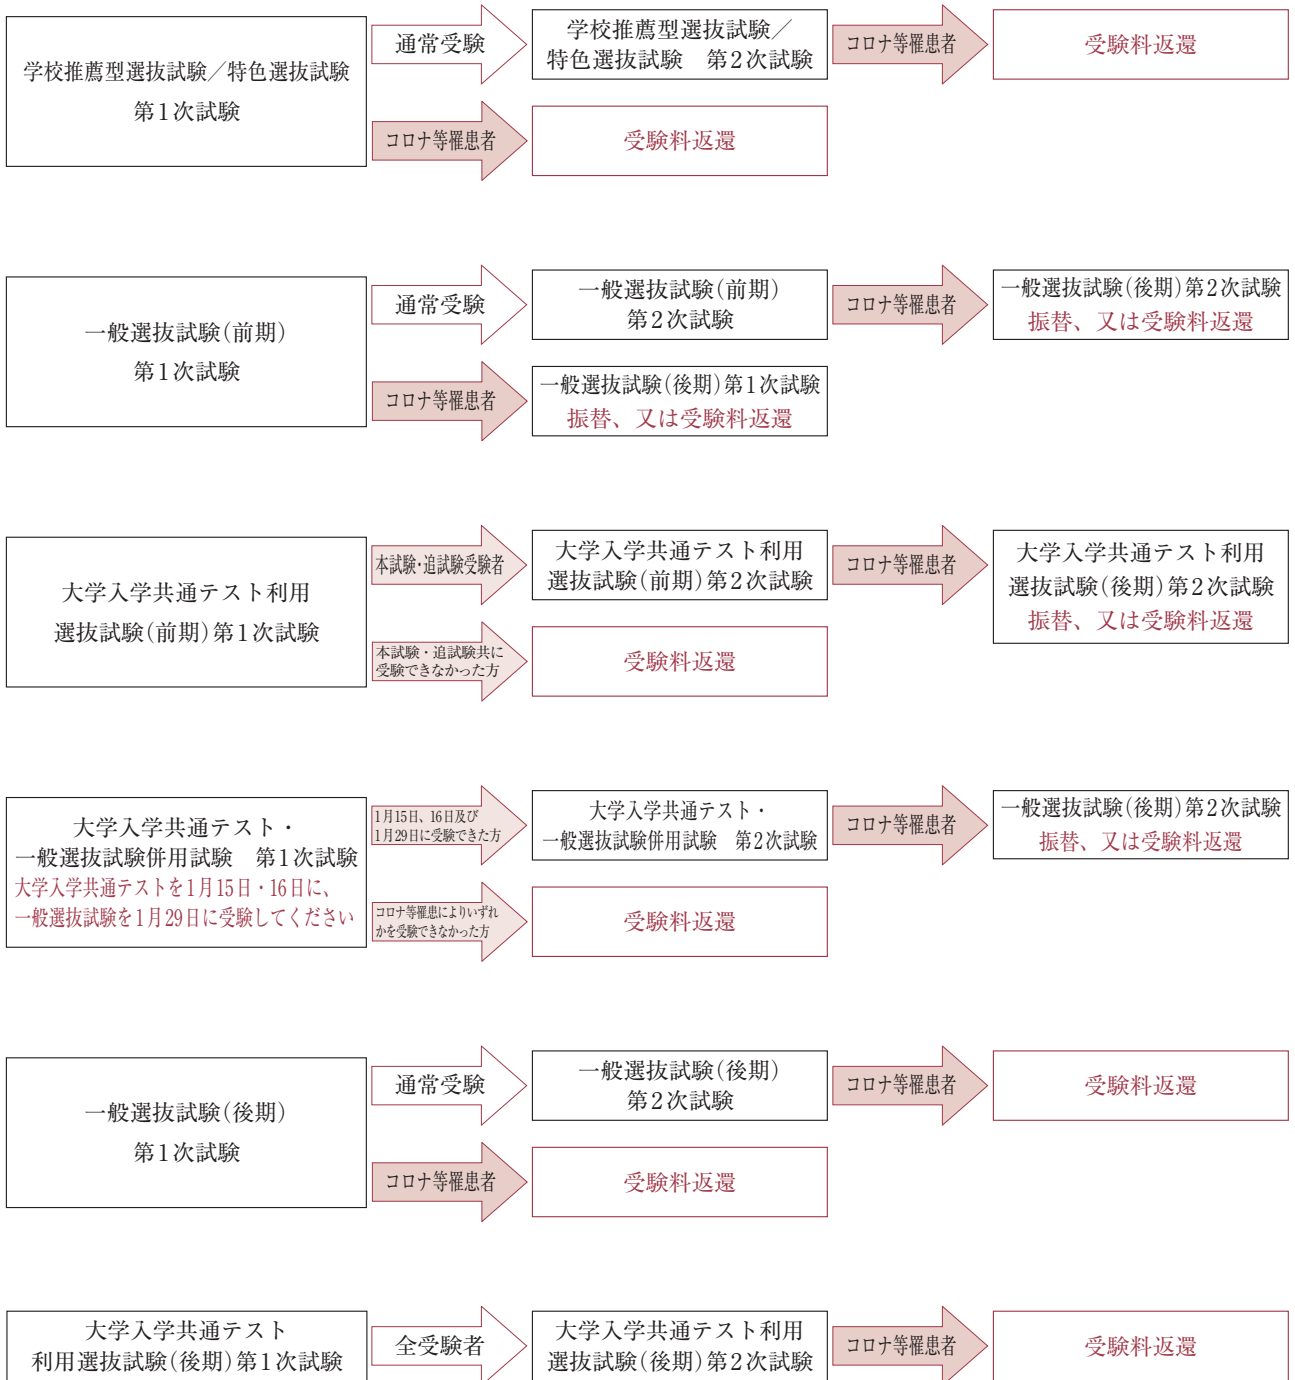 学校推薦型選抜試験／特色選抜試験
第1次試験
通常受験
学校推薦型選抜試験／
特色選抜試験　第2次試験
コロナ等罹患者
受験料返還
コロナ等罹患者
受験料返還
一般選抜試験(前期)
第1次試験
通常受験
一般選抜試験(前期)
第2次試験
コロナ等罹患者
一般選抜試験(後期)第2次試験
振替、又は受験料返還
コロナ等罹患者
一般選抜試験(後期)第1次試験
振替、又は受験料返還
大学入学共通テスト利用
選抜試験(前期)第1次試験
本試験・追試験受験者
大学入学共通テスト利用
選抜試験(前期)第2次試験
コロナ等罹患者
大学入学共通テスト利用
選抜試験(後期)第2次試験
振替、又は受験料返還
本試験・追試験共に
受験できなかった方
受験料返還
大学入学共通テスト・
一般選抜試験併用試験　第1次試験
大学入学共通テストを1月15日・16日に、
一般選抜試験を1月29日に受験してください
1月15日、16日及び
1月29日に受験できた方
大学入学共通テスト・
一般選抜試験併用試験　第2次試験
コロナ等罹患者
一般選抜試験(後期)第2次試験
振替、又は受験料返還
コロナ等罹患によりいずれ
かを受験できなかった方
受験料返還
一般選抜試験(後期)
第1次試験
通常受験
一般選抜試験(後期)
第2次試験
コロナ等罹患者
受験料返還
コロナ等罹患者
受験料返還
大学入学共通テスト
利用選抜試験(後期)第1次試験
全受験者
大学入学共通テスト利用
選抜試験(後期)第2次試験
コロナ等罹患者
受験料返還